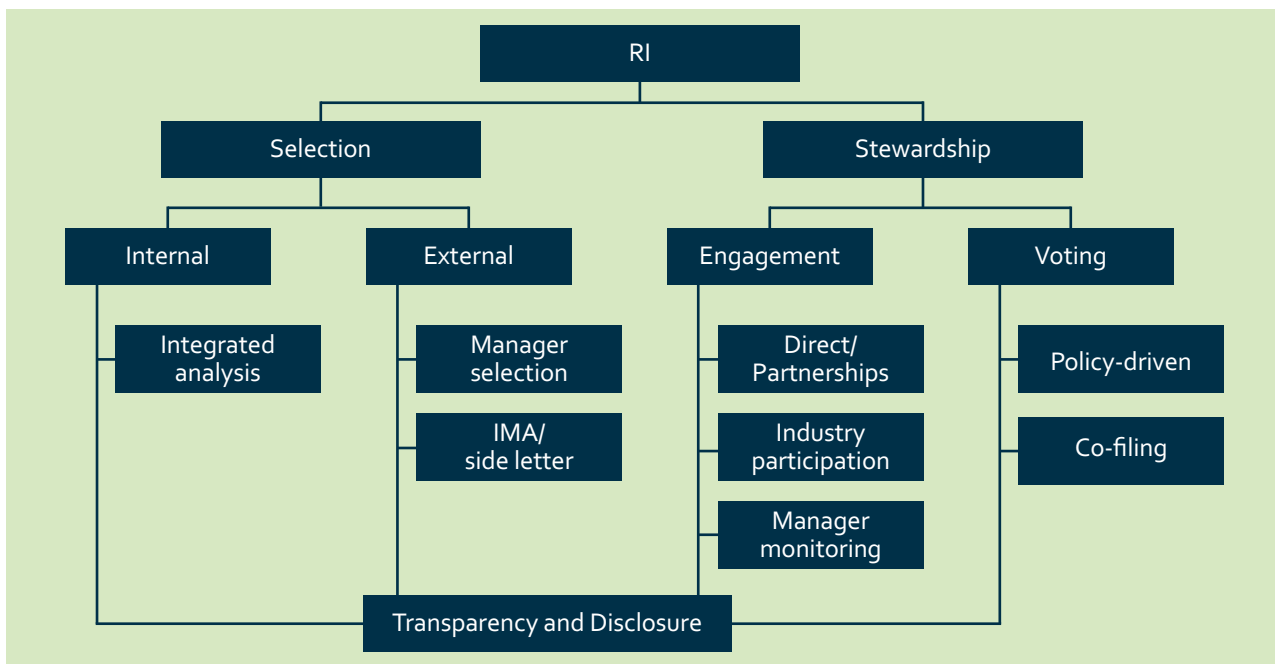 RI
Selection
Stewardship
Internal
External
Engagement
Voting
Integrated
analysis
Manager
selection
Direct/
Partnerships
Policy-driven
IMA/
side letter
Industry
participation
Co-filing
Manager
monitoring
Transparency and Disclosure